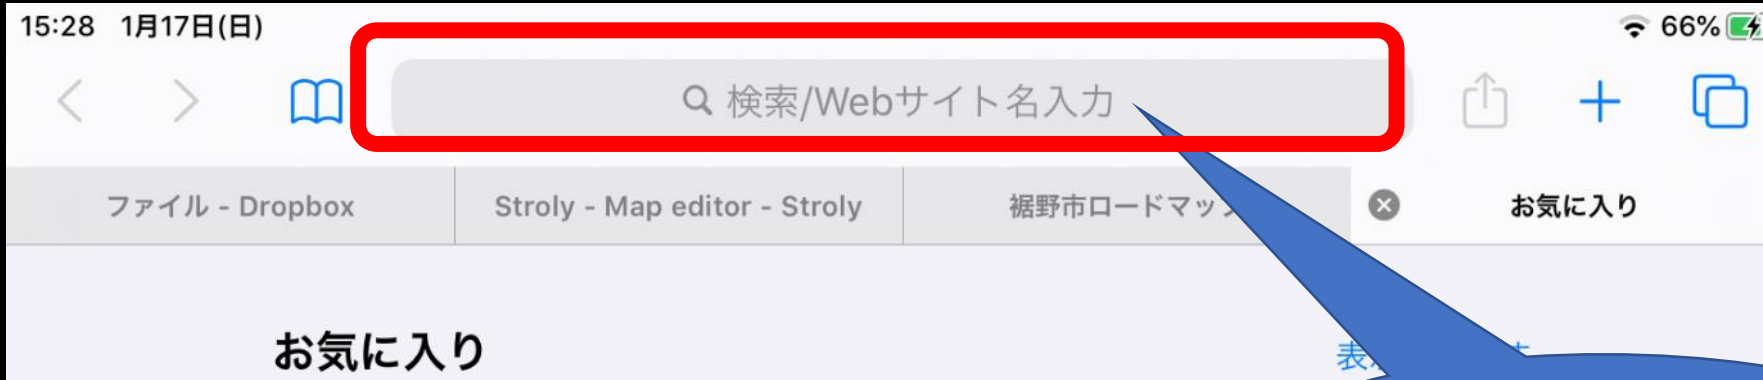 15:28 1月17日(日) 66%
検索/Webサイト名入力
ファイル - Dropbox Stroly - Map editor - Stroly 裾野市ロードマップ お気に入り
お気に入り